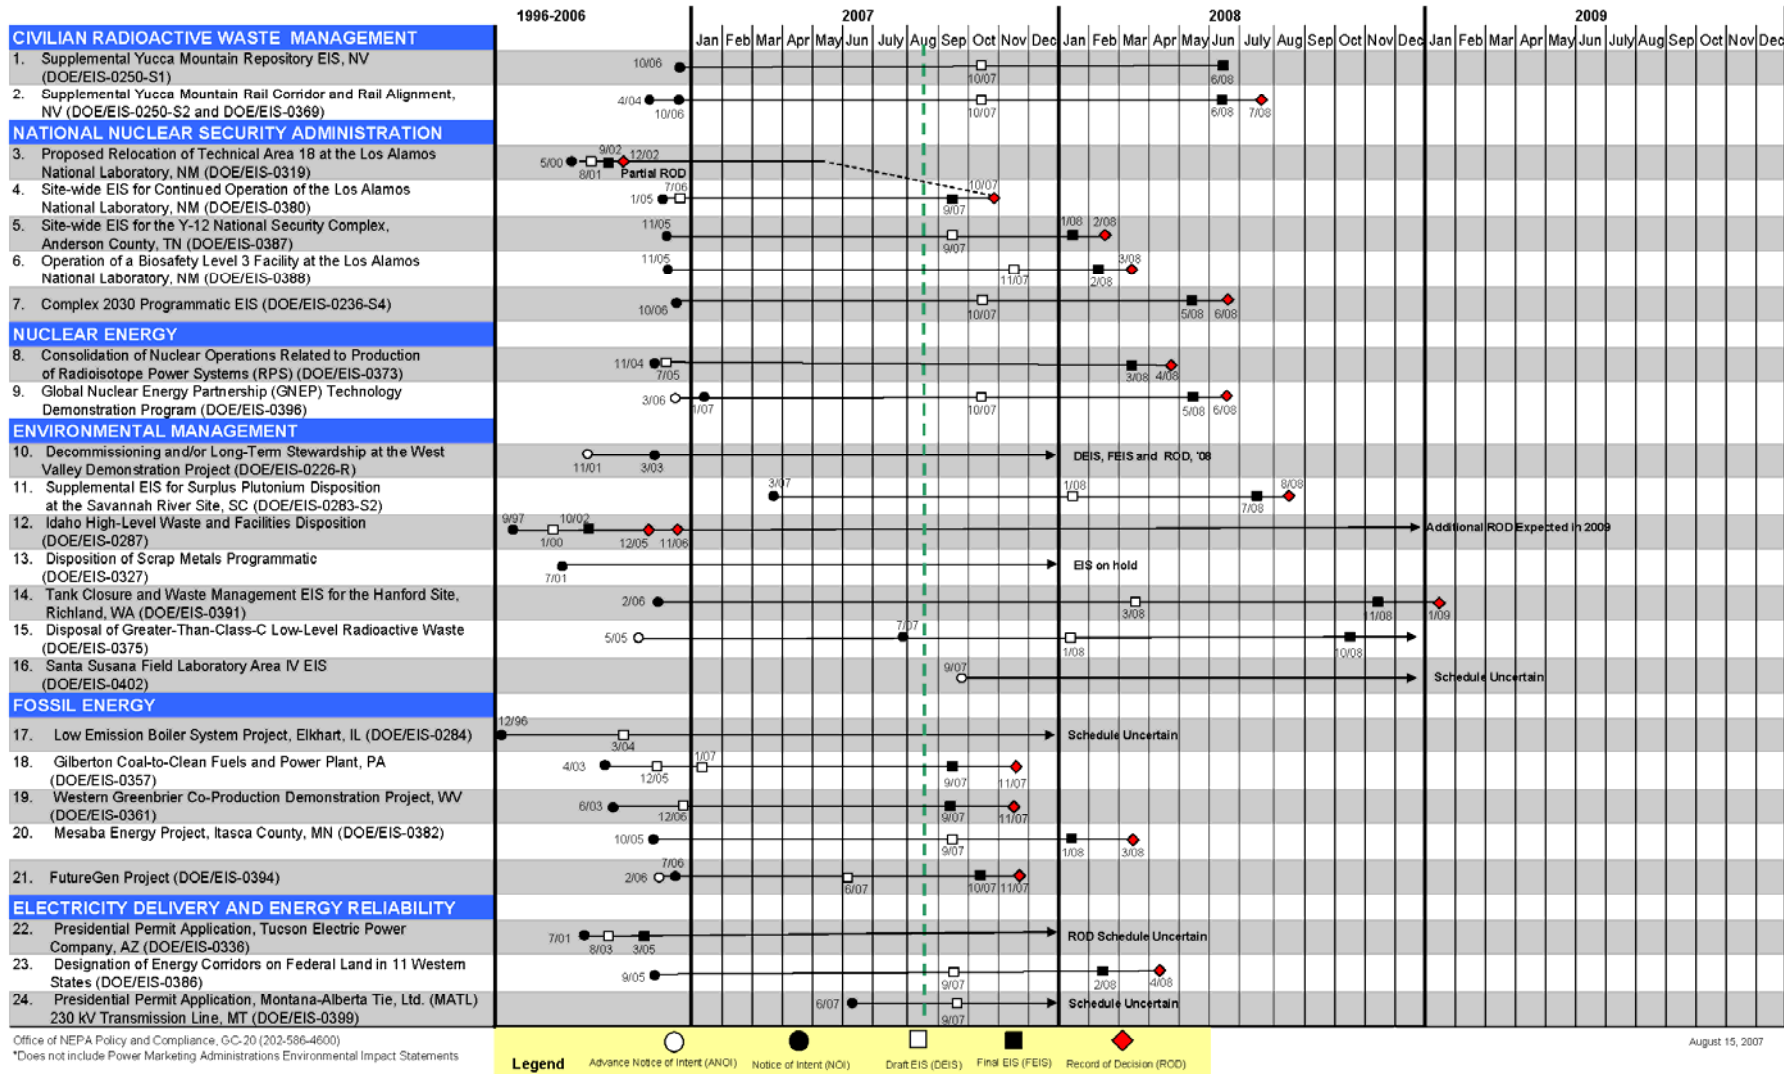 1996-2006 2007 2008 2009
Jan Feb Mar Apr May Jun July Aug Sep Oct Nov Dec Jan Feb Mar Apr May Jun July Aug Sep Oct Nov Dec Jan Feb Mar Apr May Jun July Aug Sep Oct Nov Dec
CIVILIAN RADIOACTIVE WASTE MANAGEMENT
1. Supplemental Yucca Mountain Repository EIS, NV
(DOE/EIS-0250-S1)
10/06 10/07 6/08
2. Supplemental Yucca Mountain Rail Corridor and Rail Alignment,
NV (DOE/EIS-0250-S2 and DOE/EIS-0369)
4/04 10/06 10/07 6/08 7/08
NATIONAL NUCLEAR SECURITY ADMINISTRATION
3. Proposed Relocation of Technical Area 18 at the Los Alamos
National Laboratory, NM (DOE/EIS-0319)
5/00 8/01 9/02 12/02 Partial ROD
4. Site-wide EIS for Continued Operation of the Los Alamos
National Laboratory, NM (DOE/EIS-0380)
1/05 7/06 9/07 10/07
5. Site-wide EIS for the Y-12 National Security Complex,
Anderson County, TN (DOE/EIS-0387)
11/05 9/07 1/08 2/08
6. Operation of a Biosafety Level 3 Facility at the Los Alamos
National Laboratory, NM (DOE/EIS-0388)
11/05 11/07 2/08 3/08
7. Complex 2030 Programmatic EIS (DOE/EIS-0236-S4)
10/06 10/07 5/08 6/08
NUCLEAR ENERGY
8. Consolidation of Nuclear Operations Related to Production
of Radioisotope Power Systems (RPS) (DOE/EIS-0373)
11/04 7/05 3/08 4/08
9. Global Nuclear Energy Partnership (GNEP) Technology
Demonstration Program (DOE/EIS-0396)
3/06 1/07 10/07 5/08 6/08
ENVIRONMENTAL MANAGEMENT
10. Decommissioning and/or Long-Term Stewardship at the West
Valley Demonstration Project (DOE/EIS-0226-R)
11/01 3/03 DEIS, FEIS and ROD, '08
11. Supplemental EIS for Surplus Plutonium Disposition
at the Savannah River Site, SC (DOE/EIS-0283-S2)
3/07 1/08 7/08 8/08
12. Idaho High-Level Waste and Facilities Disposition
(DOE/EIS-0287)
9/97 1/00 10/02 12/05 11/06 Additional ROD Expected in 2009
13. Disposition of Scrap Metals Programmatic
(DOE/EIS-0327)
7/01 EIS on hold
14. Tank Closure and Waste Management EIS for the Hanford Site,
Richland, WA (DOE/EIS-0391)
2/06 3/08 11/08 1/09
15. Disposal of Greater-Than-Class-C Low-Level Radioactive Waste
(DOE/EIS-0375)
5/05 7/07 1/08 10/08
16. Santa Susana Field Laboratory Area IV EIS
(DOE/EIS-0402)
9/07 Schedule Uncertain
FOSSIL ENERGY
17. Low Emission Boiler System Project, Elkhart, IL (DOE/EIS-0284)
12/96 3/04 Schedule Uncertain
18. Gilberton Coal-to-Clean Fuels and Power Plant, PA
(DOE/EIS-0357)
4/03 12/05 1/07 9/07 11/07
19. Western Greenbrier Co-Production Demonstration Project, WV
(DOE/EIS-0361)
6/03 12/06 9/07 11/07
20. Mesaba Energy Project, Itasca County, MN (DOE/EIS-0382)
10/05 9/07 1/08 3/08
21. FutureGen Project (DOE/EIS-0394)
2/06 7/06 6/07 10/07 11/07
ELECTRICITY DELIVERY AND ENERGY RELIABILITY
22. Presidential Permit Application, Tucson Electric Power
Company, AZ (DOE/EIS-0336)
7/01 8/03 3/05 ROD Schedule Uncertain
23. Designation of Energy Corridors on Federal Land in 11 Western
States (DOE/EIS-0386)
9/05 9/07 2/08 4/08
24. Presidential Permit Application, Montana-Alberta Tie, Ltd. (MATL)
230 kV Transmission Line, MT (DOE/EIS-0399)
6/07 9/07 Schedule Uncertain
Office of NEPA Policy and Compliance, GC-20 (202-586-4600)
*Does not include Power Marketing Administrations Environmental Impact Statements
Legend Advance Notice of Intent (ANOI) Notice of Intent (NOI) Draft EIS (DEIS) Final EIS (FEIS) Record of Decision (ROD)
August 15, 2007